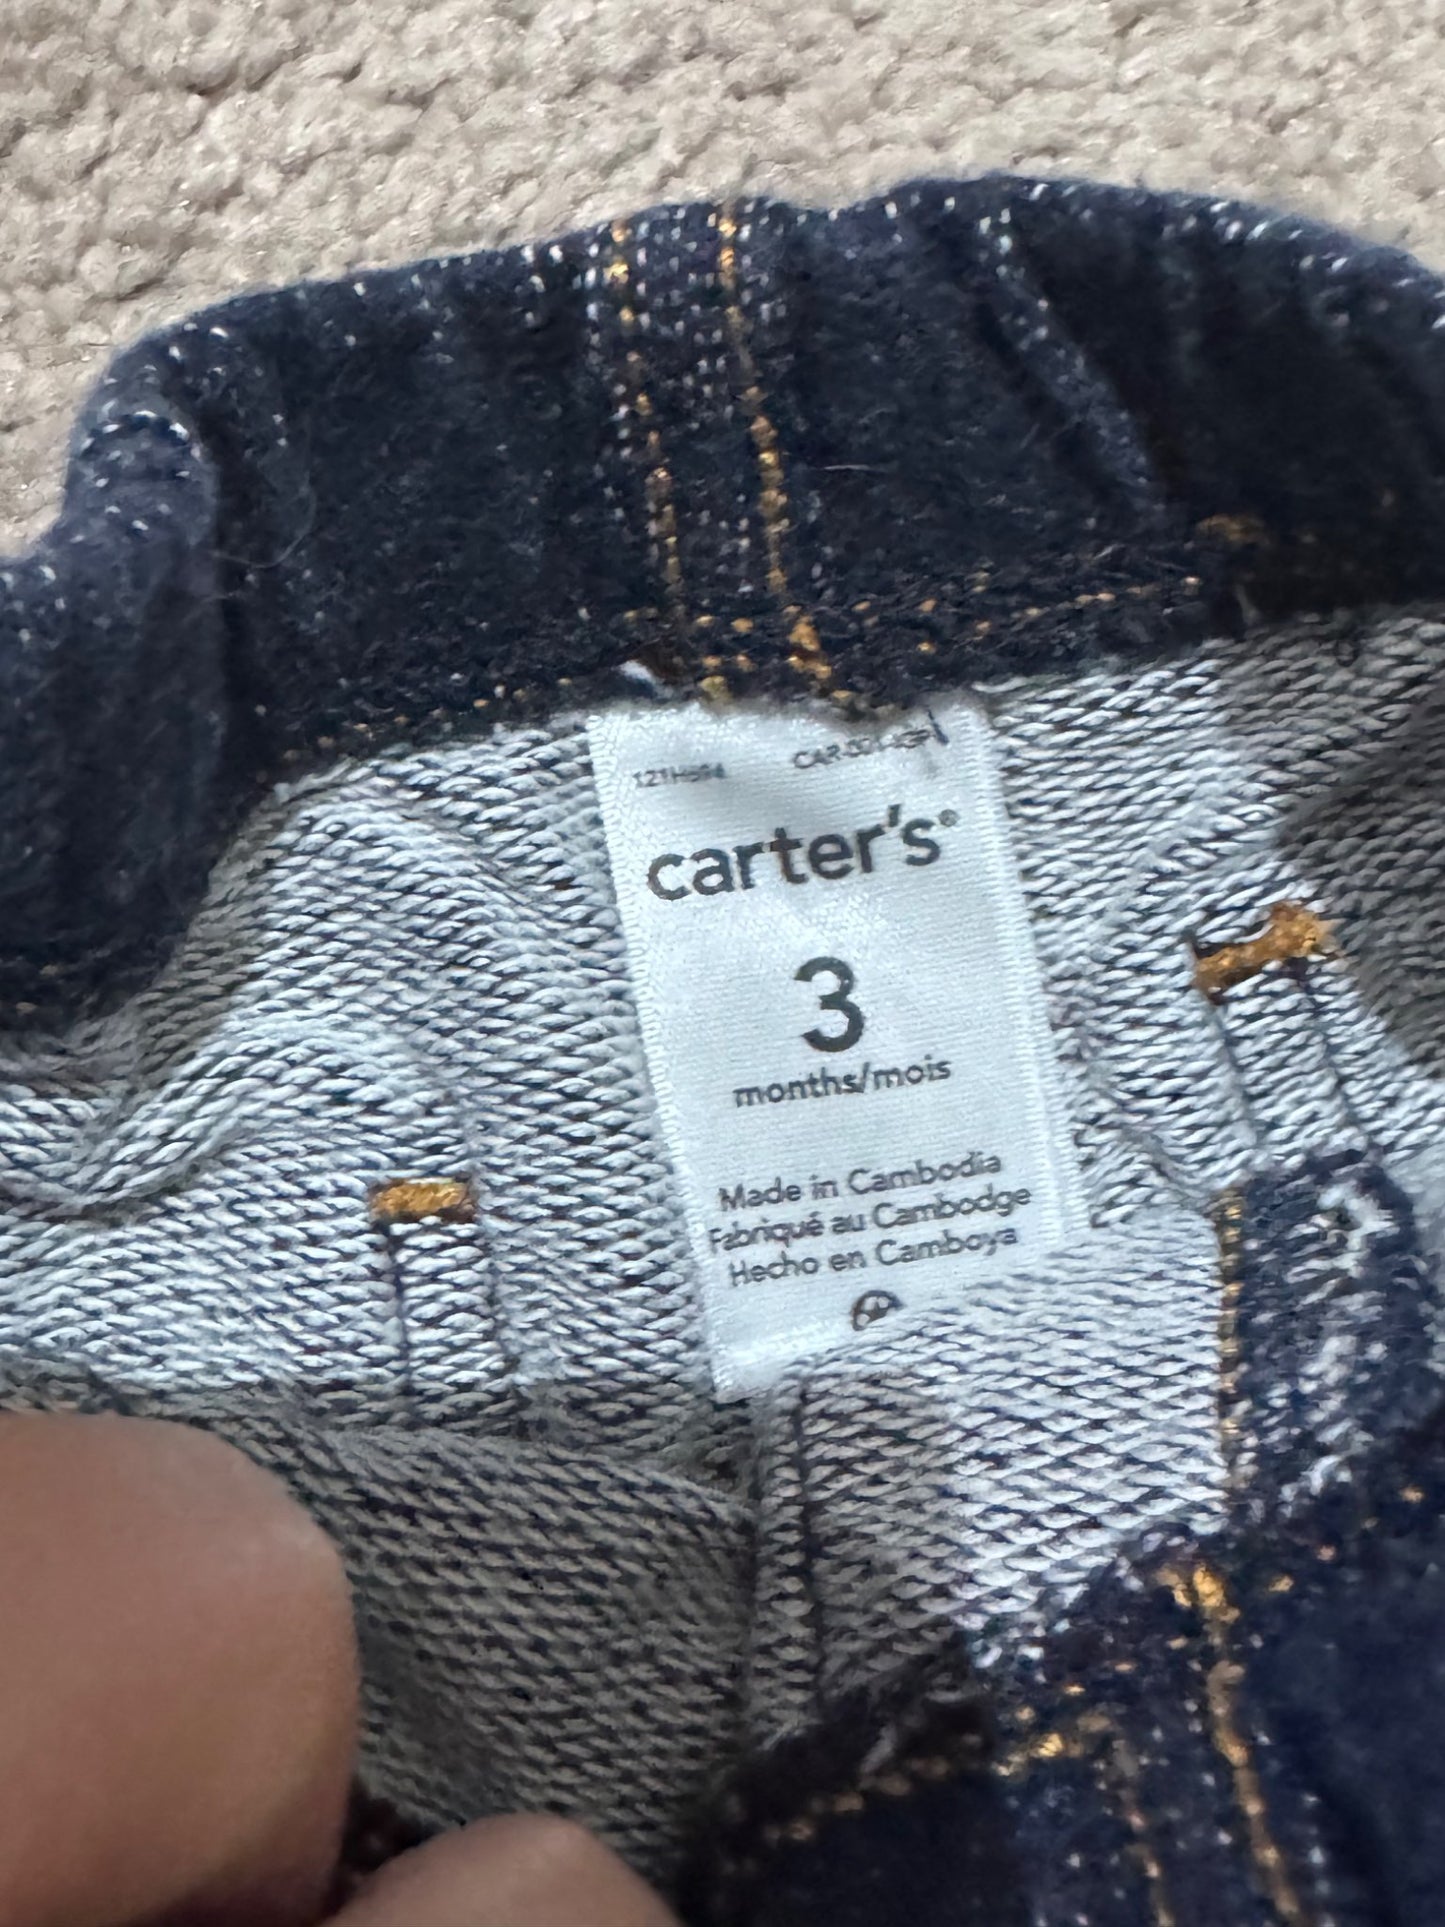 carter's®
3
months/mois
Made in Cambodia
Fabriqué au Cambodge
Hecho en Camboya